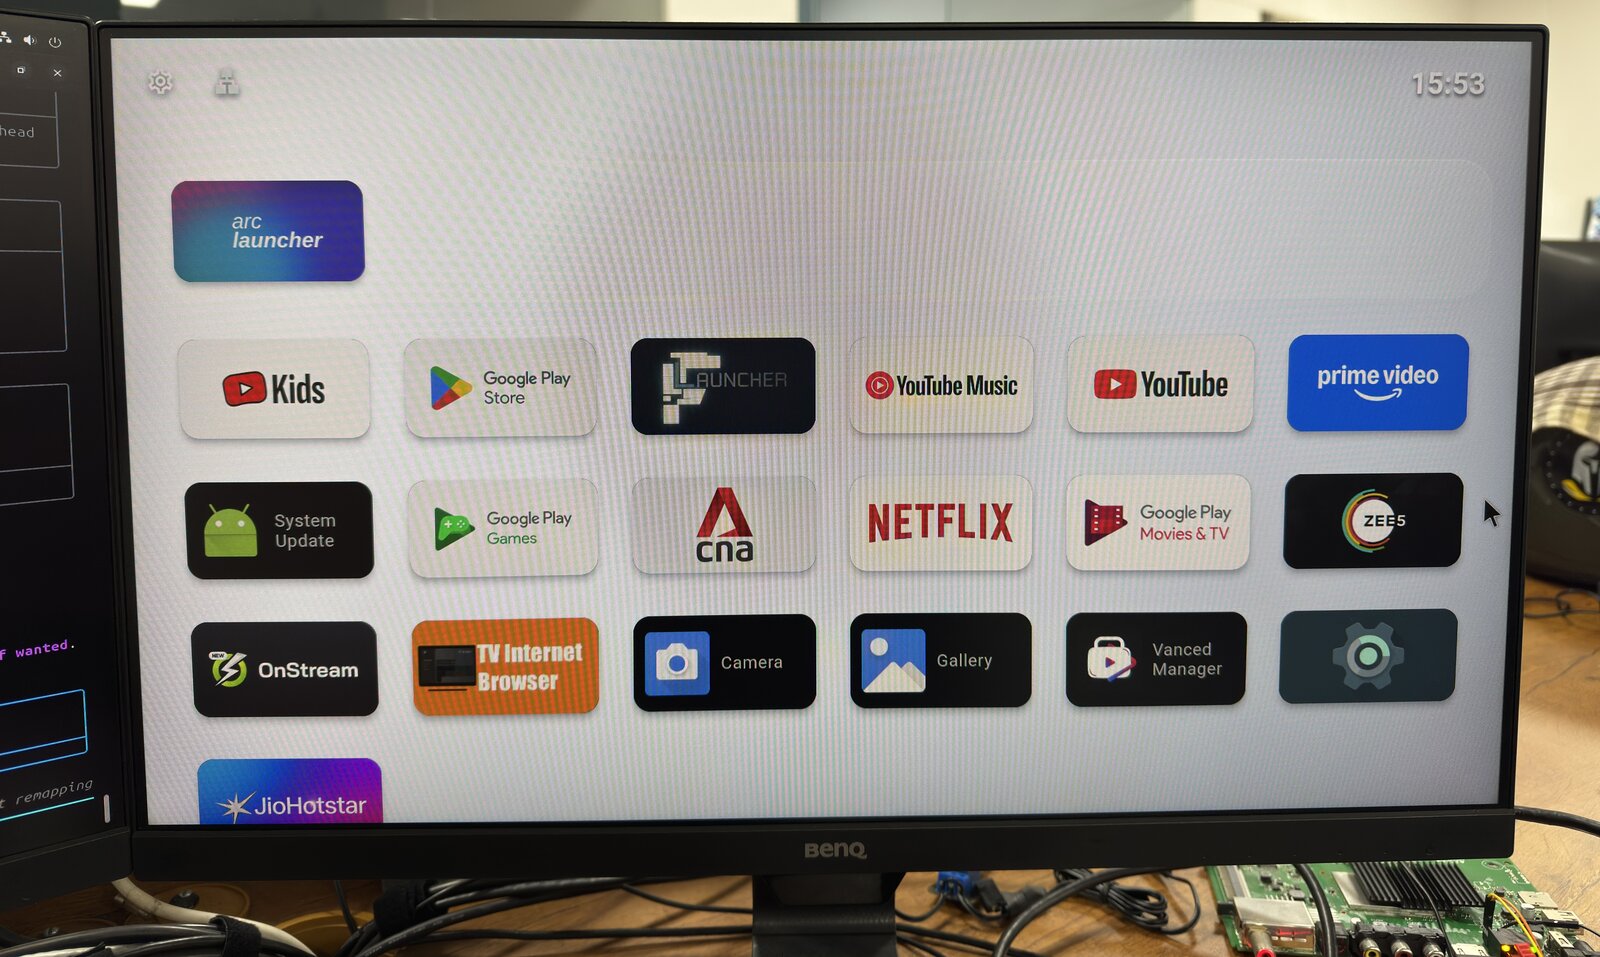 15:53
head
arc
launcher
Kids
Google Play
Store
LAUNCHER
YouTube Music
YouTube
prime video
System
Update
Google Play
Games
cna
NETFLIX
Google Play
Movies & TV
ZEE5
f wanted.
NEW
OnStream
TV Internet
Browser
Camera
Gallery
Vanced
Manager
t remapping
JioHotstar
BenQ